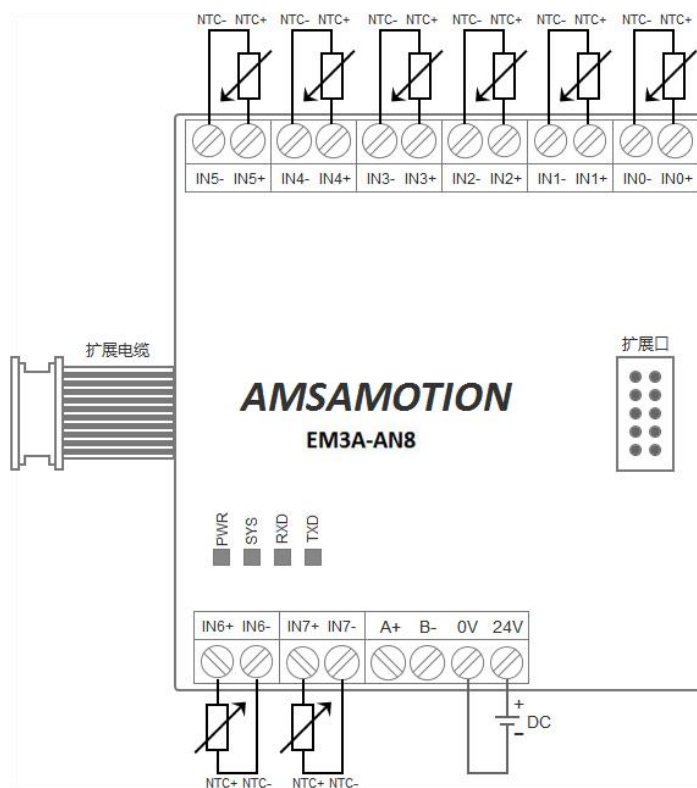 NTC- NTC+ NTC- NTC+ NTC- NTC+ NTC- NTC+ NTC- NTC+ NTC- NTC+
IN5- IN5+ IN4- IN4+ IN3- IN3+ IN2- IN2+ IN1- IN1+ IN0- IN0+
扩展电缆
扩展口
AMSAMOTION
EM3A-AN8
PWR SYS RXD TXD
IN6+ IN6- IN7+ IN7- A+ B- 0V 24V
+
DC
–
NTC+ NTC- NTC+ NTC-